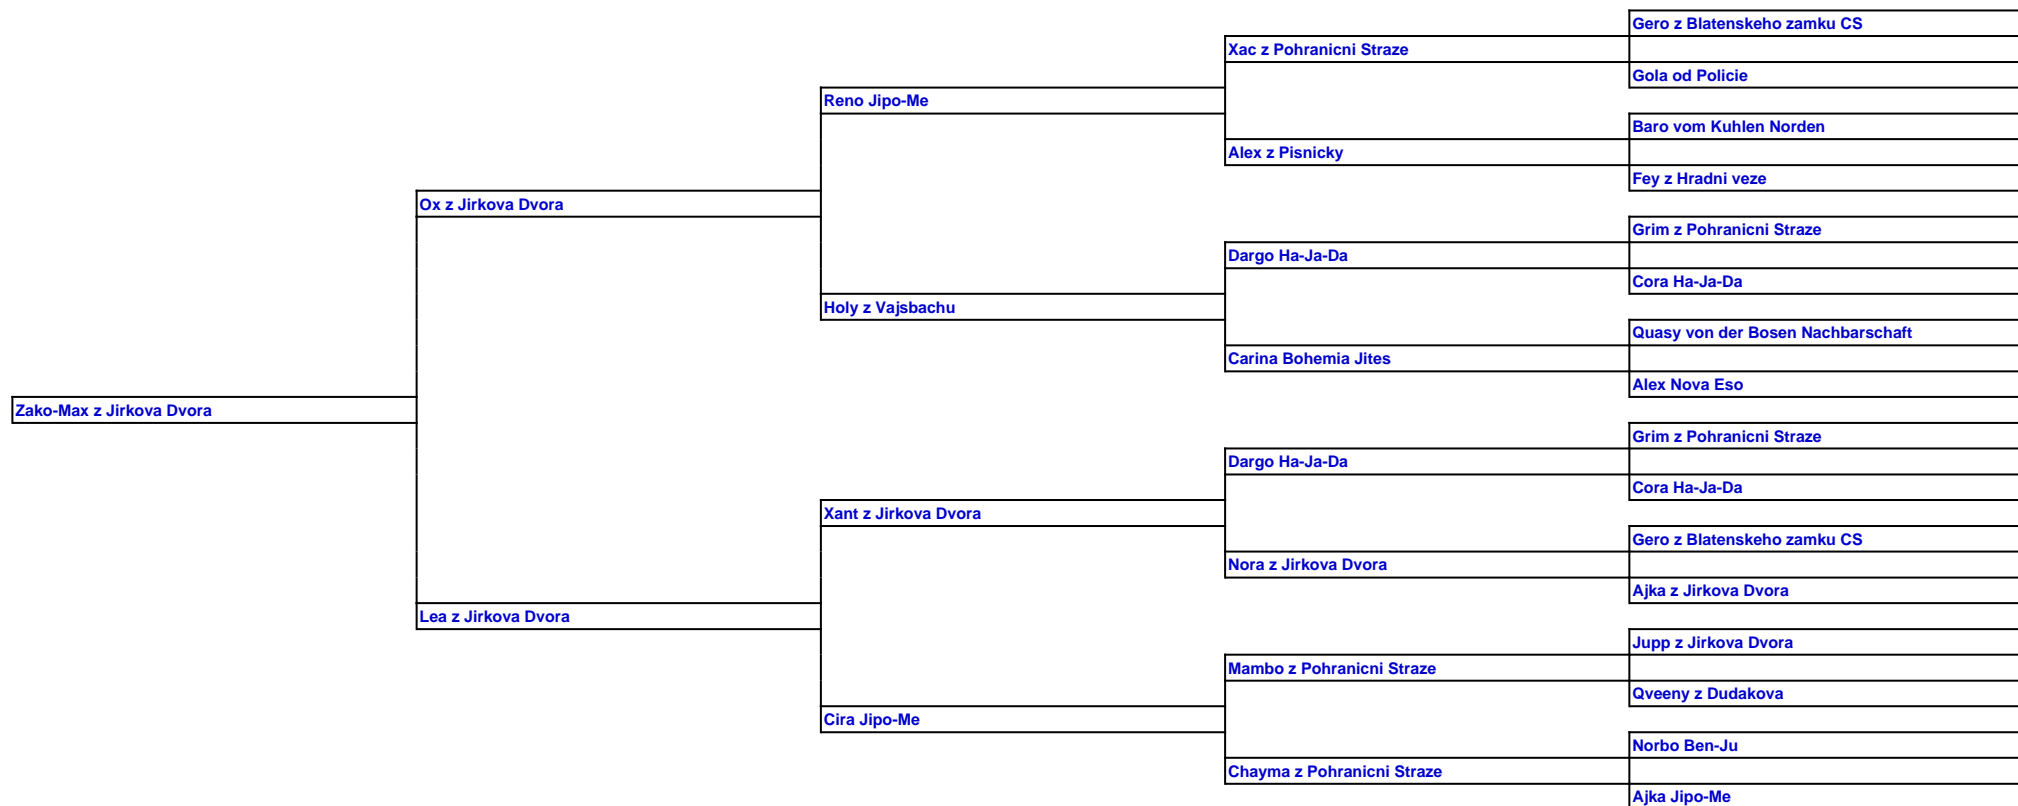 Gero z Blatenskeho zamku CS
Xac z Pohranicni Straze
Gola od Policie
Reno Jipo-Me
Baro vom Kuhlen Norden
Alex z Pisnicky
Fey z Hradni veze
Ox z Jirkova Dvora
Grim z Pohranicni Straze
Dargo Ha-Ja-Da
Cora Ha-Ja-Da
Holy z Vajsbachu
Quasy von der Bosen Nachbarschaft
Carina Bohemia Jites
Alex Nova Eso
Zako-Max z Jirkova Dvora
Grim z Pohranicni Straze
Dargo Ha-Ja-Da
Cora Ha-Ja-Da
Xant z Jirkova Dvora
Gero z Blatenskeho zamku CS
Nora z Jirkova Dvora
Ajka z Jirkova Dvora
Lea z Jirkova Dvora
Jupp z Jirkova Dvora
Mambo z Pohranicni Straze
Qveeny z Dudakova
Cira Jipo-Me
Norbo Ben-Ju
Chayma z Pohranicni Straze
Ajka Jipo-Me